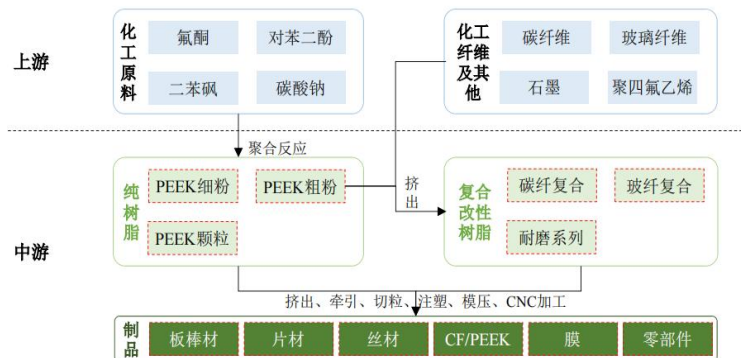 上游
化工原料
氟酮
对苯二酚
二苯砜
碳酸钠
化工纤维及其他
碳纤维
玻璃纤维
石墨
聚四氟乙烯
聚合反应
中游
纯树脂
PEEK细粉
PEEK粗粉
PEEK颗粒
挤出
复合改性树脂
碳纤复合
玻纤复合
耐磨系列
挤出、牵引、切粒、注塑、模压、CNC加工
制品
板棒材
片材
丝材
CF/PEEK
膜
零部件